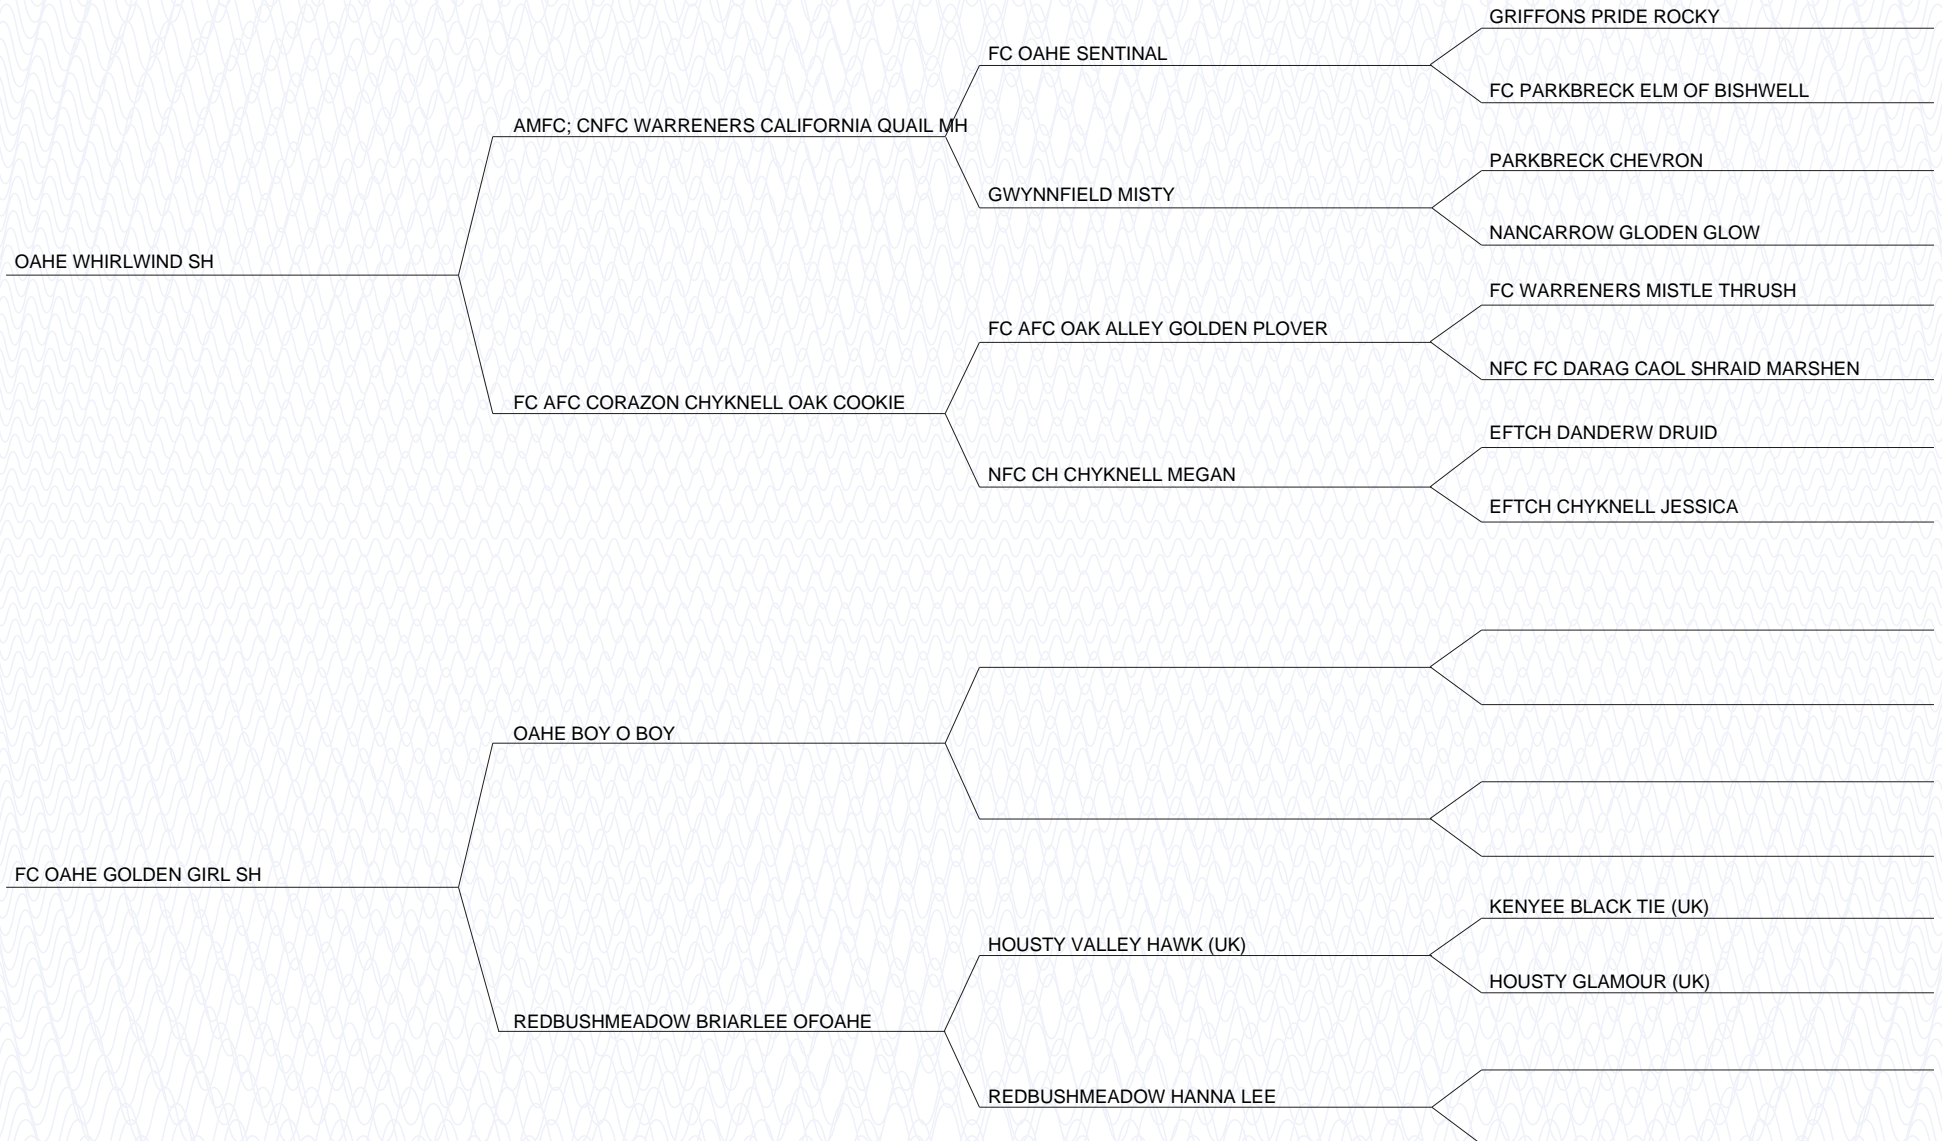 GRIFFONS PRIDE ROCKY
FC OAHE SENTINAL
FC PARKBRECK ELM OF BISHWELL
AMFC; CNFC WARRENERS CALIFORNIA QUAIL MH
PARKBRECK CHEVRON
GWYNNFIELD MISTY
NANCARROW GLODEN GLOW
OAHE WHIRLWIND SH
FC WARRENERS MISTLE THRUSH
FC AFC OAK ALLEY GOLDEN PLOVER
NFC FC DARAG CAOL SHRAID MARSHEN
FC AFC CORAZON CHYKNELL OAK COOKIE
EFTCH DANDERW DRUID
NFC CH CHYKNELL MEGAN
EFTCH CHYKNELL JESSICA
OAHE BOY O BOY
FC OAHE GOLDEN GIRL SH
KENYEE BLACK TIE (UK)
HOUSTY VALLEY HAWK (UK)
HOUSTY GLAMOUR (UK)
REDBUSHMEADOW BRIARLEE OFOAHE
REDBUSHMEADOW HANNA LEE